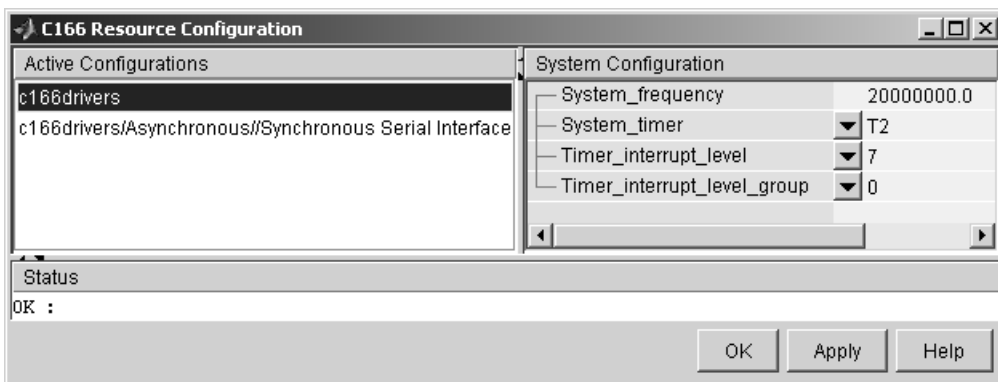 C166 Resource Configuration
Active Configurations
c166drivers
c166drivers/Asynchronous//Synchronous Serial Interface
System Configuration
System_frequency 20000000.0
System_timer T2
Timer_interrupt_level 7
Timer_interrupt_level_group 0
Status
OK :
OK Apply Help